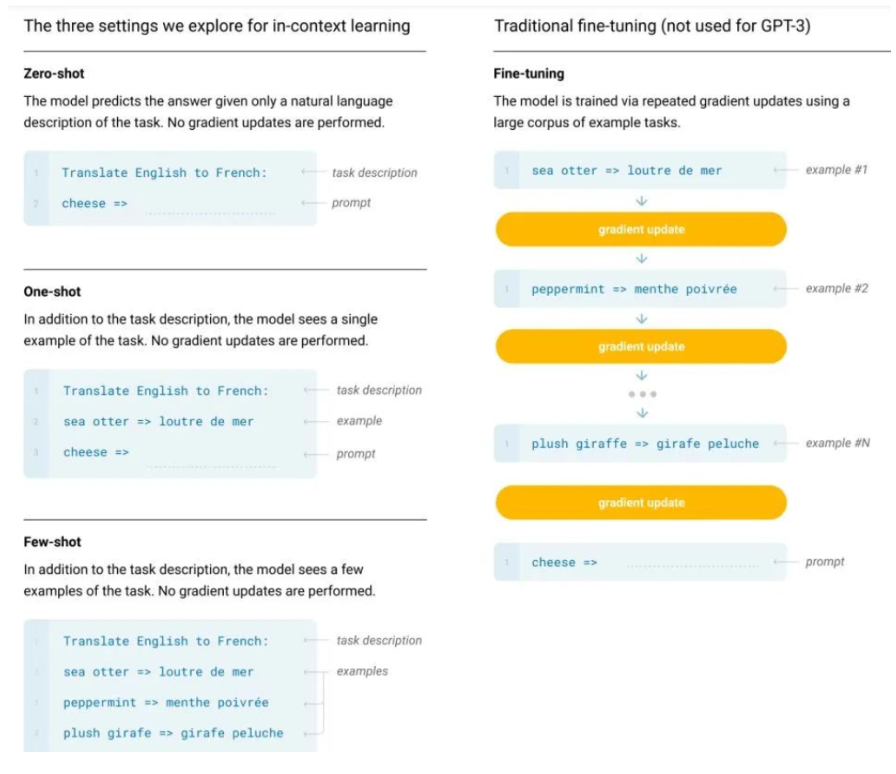 The three settings we explore for in-context learning
Zero-shot
The model predicts the answer given only a natural language
description of the task. No gradient updates are performed.
1 Translate English to French: task description
2 cheese => prompt
One-shot
In addition to the task description, the model sees a single
example of the task. No gradient updates are performed.
1 Translate English to French: task description
2 sea otter => loutre de mer example
3 cheese => prompt
Few-shot
In addition to the task description, the model sees a few
examples of the task. No gradient updates are performed.
Translate English to French: task description
sea otter => loutre de mer examples
peppermint => menthe poivrée
plush girafe => girafe peluche
Traditional fine-tuning (not used for GPT-3)
Fine-tuning
The model is trained via repeated gradient updates using a
large corpus of example tasks.
1 sea otter => loutre de mer example #1
gradient update
1 peppermint => menthe poivrée example #2
gradient update
1 plush giraffe => girafe peluche example #N
gradient update
1 cheese => prompt